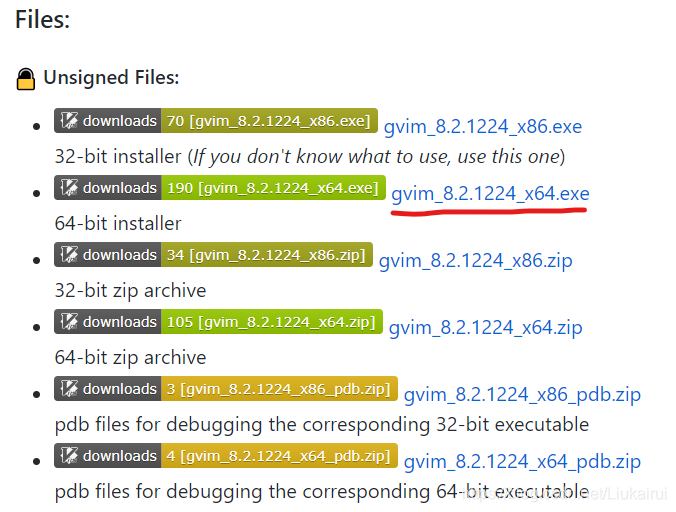 Files:
Unsigned Files:
downloads 70 [gvim_8.2.1224_x86.exe] gvim_8.2.1224_x86.exe
32-bit installer (If you don't know what to use, use this one)
downloads 190 [gvim_8.2.1224_x64.exe] gvim_8.2.1224_x64.exe
64-bit installer
downloads 34 [gvim_8.2.1224_x86.zip] gvim_8.2.1224_x86.zip
32-bit zip archive
downloads 105 [gvim_8.2.1224_x64.zip] gvim_8.2.1224_x64.zip
64-bit zip archive
downloads 3 [gvim_8.2.1224_x86_pdb.zip] gvim_8.2.1224_x86_pdb.zip
pdb files for debugging the corresponding 32-bit executable
downloads 4 [gvim_8.2.1224_x64_pdb.zip] gvim_8.2.1224_x64_pdb.zip
pdb files for debugging the corresponding 64-bit executable